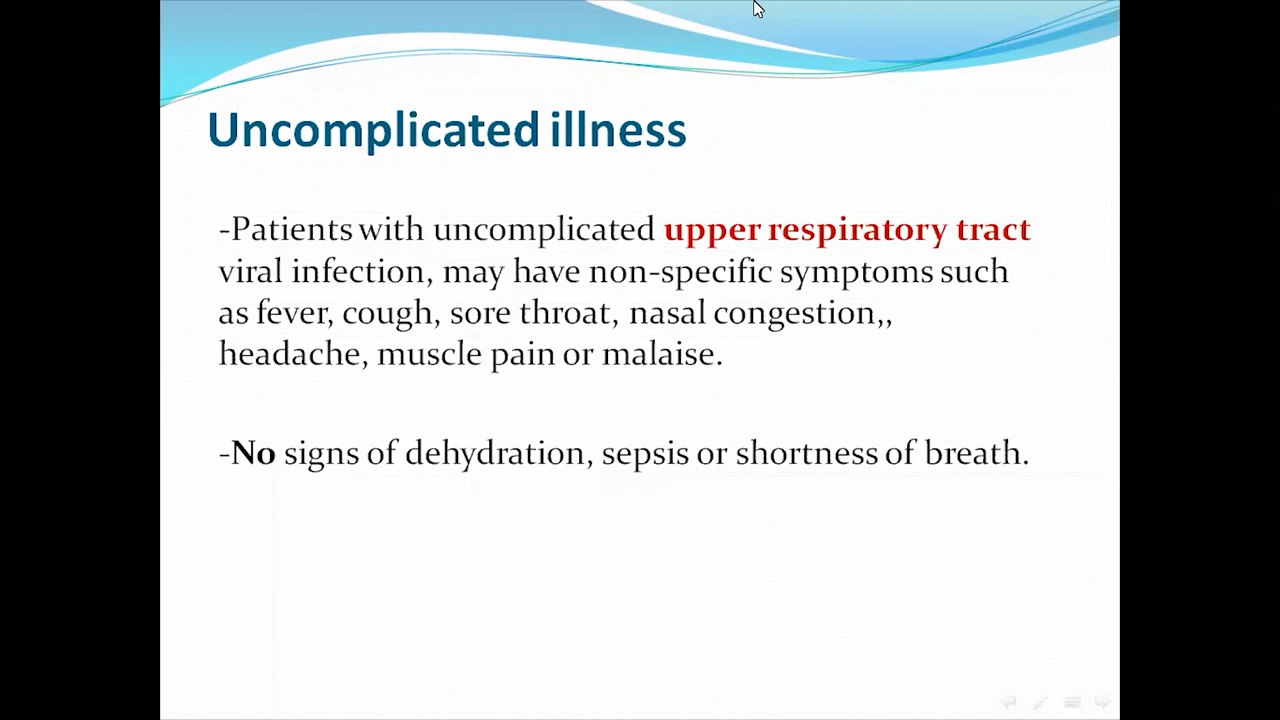 Uncomplicated illness
-Patients with uncomplicated upper respiratory tract
viral infection, may have non-specific symptoms such
as fever, cough, sore throat, nasal congestion,,
headache, muscle pain or malaise.
-No signs of dehydration, sepsis or shortness of breath.